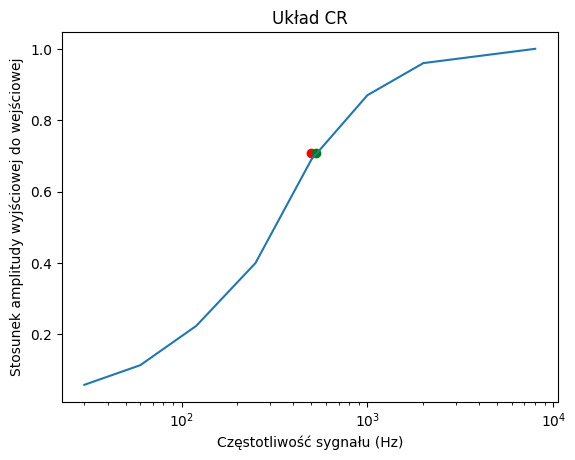 Układ CR
Stosunek amplitudy wyjściowej do wejściowej
1.0
0.8
0.6
0.4
0.2
10²
10³
10⁴
Częstotliwość sygnału (Hz)